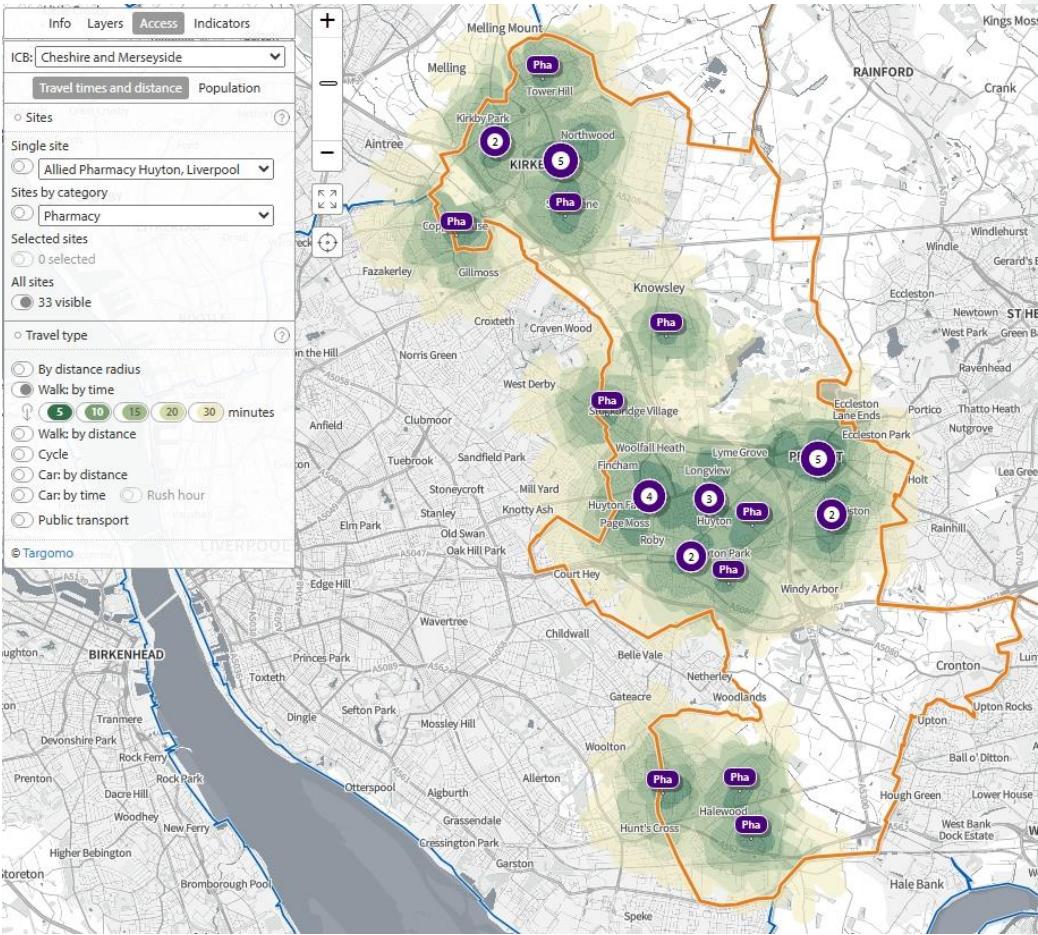 Info Layers Access Indicators
ICB: Cheshire and Merseyside
Travel times and distance Population
Sites ?
Single site
Allied Pharmacy Huyton, Liverpool
Sites by category
Pharmacy
Selected sites
0 selected
All sites
33 visible
Travel type ?
By distance radius
Walk: by time
5 10 15 20 30 minutes
Walk: by distance
Cycle
Car: by distance
Car: by time Rush hour
Public transport
© Targomo
+
−
Melling Mount
Kings Moss
Melling
Pha
RAINFORD
Tower Hill
Crank
Kirkby Park
Aintree
2
Northwood
5
Pha
Pha
Windlehurst
Windle
Fazakerley
Gillmoss
Knowsley
Eccleston
Newtown
Croxteth
Craven Wood
Pha
West Park
Norris Green
Ravenhead
West Derby
Pha
Stockbridge Village
Eccleston Lane Ends
Portico
Thatto Heath
Anfield
Clubmoor
Nutgrove
Eccleston Park
Woolfall Heath
Lyme Grove
5
Tuebrook
Sandfield Park
Fincham
Longview
Holt
Stoneycroft
Mill Yard
4
3
Stanley
Knotty Ash
Page Moss
Huyton
Pha
2
Elm Park
Old Swan
Roby
Rainhill
Oak Hill Park
A5047
2
Pha
Court Hey
Edge Hill
Windy Arbor
LIVERPOOL
Wavertree
Childwall
BIRKENHEAD
Princes Park
Belle Vale
Cronton
Toxteth
Netherley
Gateacre
Woodlands
Sefton Park
Dingle
Mossley Hill
Upton Rocks
Tranmere
Upton
Devonshire Park
Woolton
Rock Ferry
Ball o' Ditton
Prenton
Rock Park
Allerton
Pha
Pha
Otterspool
Aigburth
Dacre Hill
Hough Green
Lower House
Woodhey
Halewood
Grassendale
Hunt's Cross
Pha
New Ferry
West Bank Dock Estate
Cressington Park
Higher Bebington
Garston
Bromborough Pool
Hale Bank
Speke